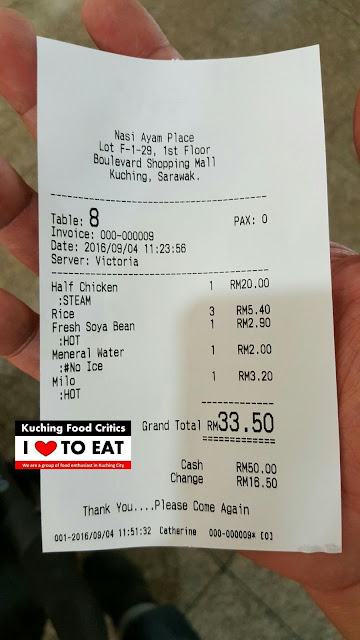 Nasi Ayam Place
Lot F-1-29, 1st Floor
Boulevard Shopping Mall
Kuching, Sarawak.
Table: 8 PAX: 0
Invoice: 000-000009
Date: 2016/09/04 11:23:56
Server: Victoria
Half Chicken 1 RM20.00
:STEAM
Rice 3 RM5.40
Fresh Soya Bean 1 RM2.90
:HOT
Meneral Water 1 RM2.00
:#No Ice
Milo 1 RM3.20
:HOT
Grand Total RM33.50
Cash RM50.00
Change RM16.50
Thank You....Please Come Again
001-2016/09/04 11:51:32 Catherine 000-000009* [0]
Kuching Food Critics
I ❤ TO EAT
We are a group of food enthusiast in Kuching City.